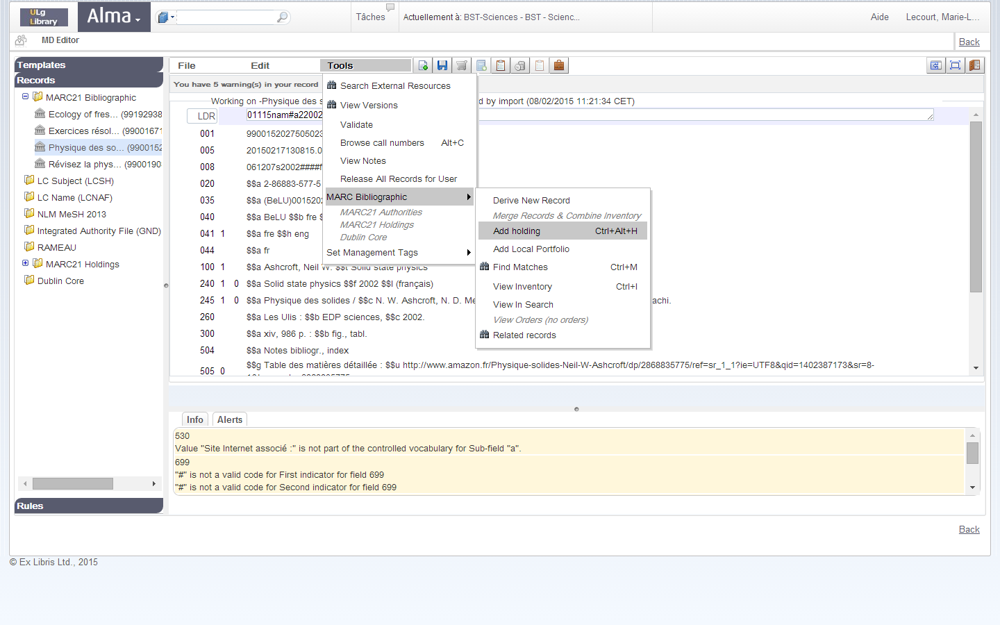 ULg Library
Alma
Tâches
Actuellement à: BST-Sciences - BST - Scienc...
Aide
Lecourt, Marie-L...
MD Editor
Back
Templates
Records
MARC21 Bibliographic
Ecology of fres... (99192938
Exercices résol... (99001671
Physique des so... (9900152
Révisez la phys... (9900190
LC Subject (LCSH)
LC Name (LCNAF)
NLM MeSH 2013
Integrated Authority File (GND)
RAMEAU
MARC21 Holdings
Dublin Core
Rules
File Edit Tools
You have 5 warning(s) in your record
Working on -Physique des s
d by import (08/02/2015 11:21:34 CET)
LDR 01115nam#a22002
001 9900152027505023
005 20150217130815.0
008 061207s2002####f
020 $$a 2-86883-577-5
035 $$a (BeLU)0015202
040 $$a BeLU $$b fre $
041 1 $$a fre $$h eng
044 $$a fr
100 1 $$a Ashcroft, Neil W. $$t Solid state physics
240 1 0 $$a Solid state physics $$f 2002 $$l (français)
245 1 0 $$a Physique des solides / $$c N. W. Ashcroft, N. D. Me
achi.
260 $$a Les Ulis : $$b EDP sciences, $$c 2002.
300 $$a xiv, 986 p. : $$b fig., tabl.
504 $$a Notes bibliogr., index
505 0 $$g Table des matières détaillée : $$u http://www.amazon.fr/Physique-solides-Neil-W-Ashcroft/dp/2868835775/ref=sr_1_1?ie=UTF8&qid=1402387173&sr=8-
Search External Resources
View Versions
Validate
Browse call numbers Alt+C
View Notes
Release All Records for User
MARC Bibliographic
MARC21 Authorities
MARC21 Holdings
Dublin Core
Set Management Tags
Derive New Record
Merge Records & Combine Inventory
Add holding Ctrl+Alt+H
Add Local Portfolio
Find Matches Ctrl+M
View Inventory Ctrl+I
View In Search
View Orders (no orders)
Related records
Info Alerts
530
Value "Site Internet associé :" is not part of the controlled vocabulary for Sub-field "a".
699
"#" is not a valid code for First indicator for field 699
"#" is not a valid code for Second indicator for field 699
Back
© Ex Libris Ltd., 2015